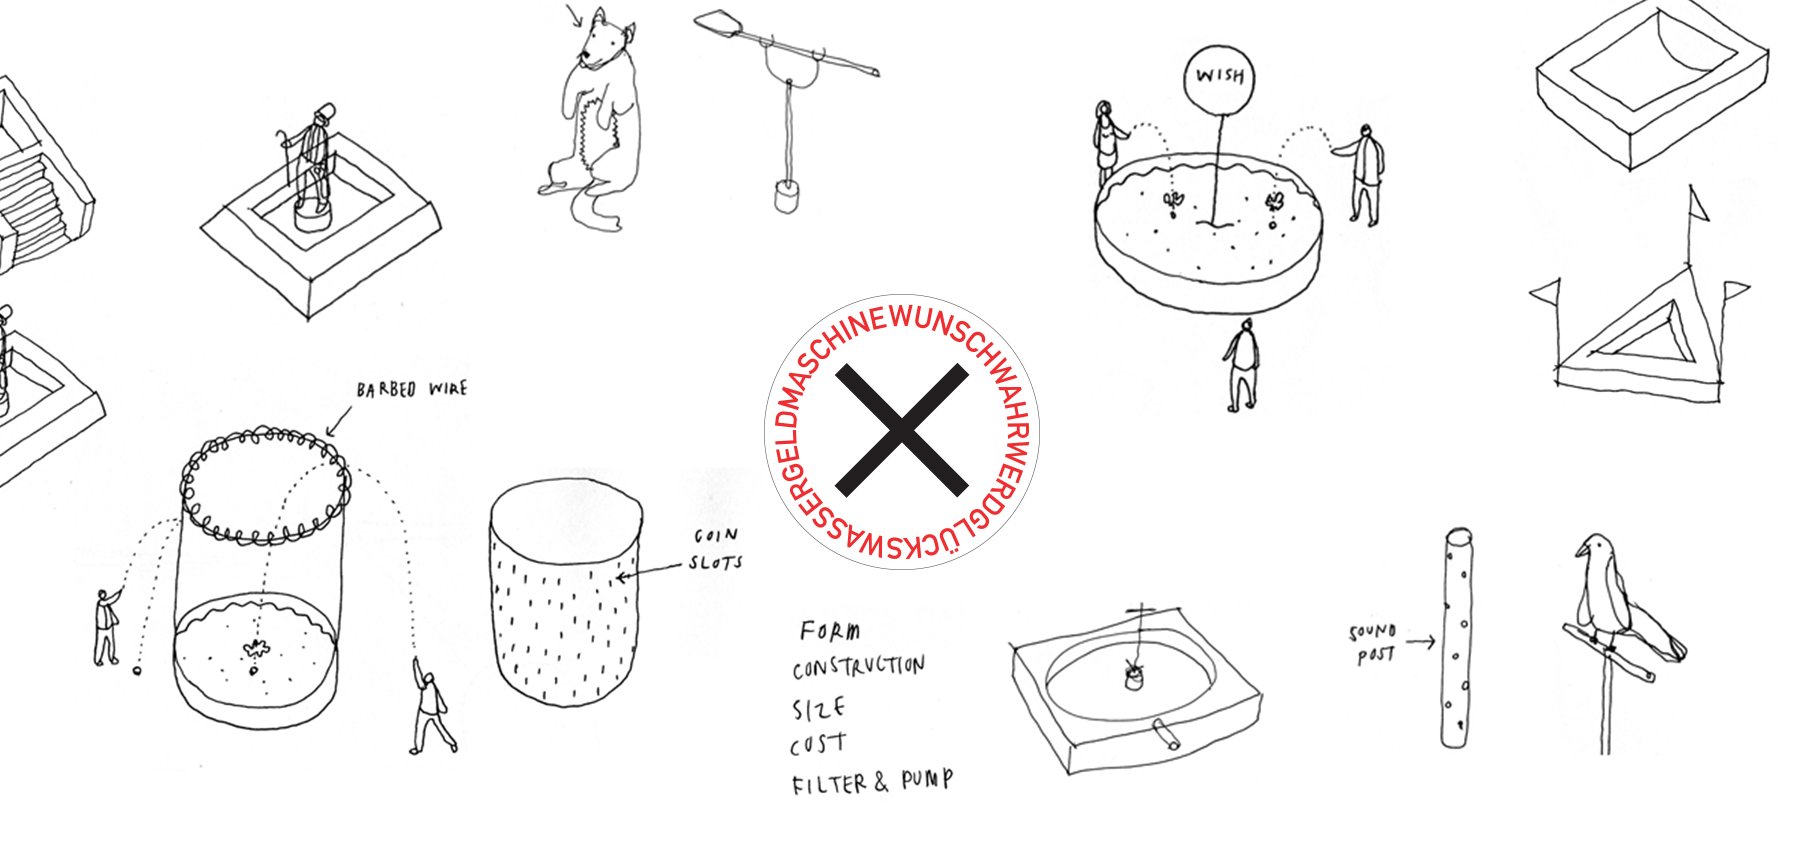 WISH
GELDMASCHINEWUNSCHWAHRWERDGLÜCKSWASSER
BARBED WIRE
COIN
SLOTS
FORM
CONSTRUCTION
SIZE
COST
FILTER & PUMP
SOUND
POST